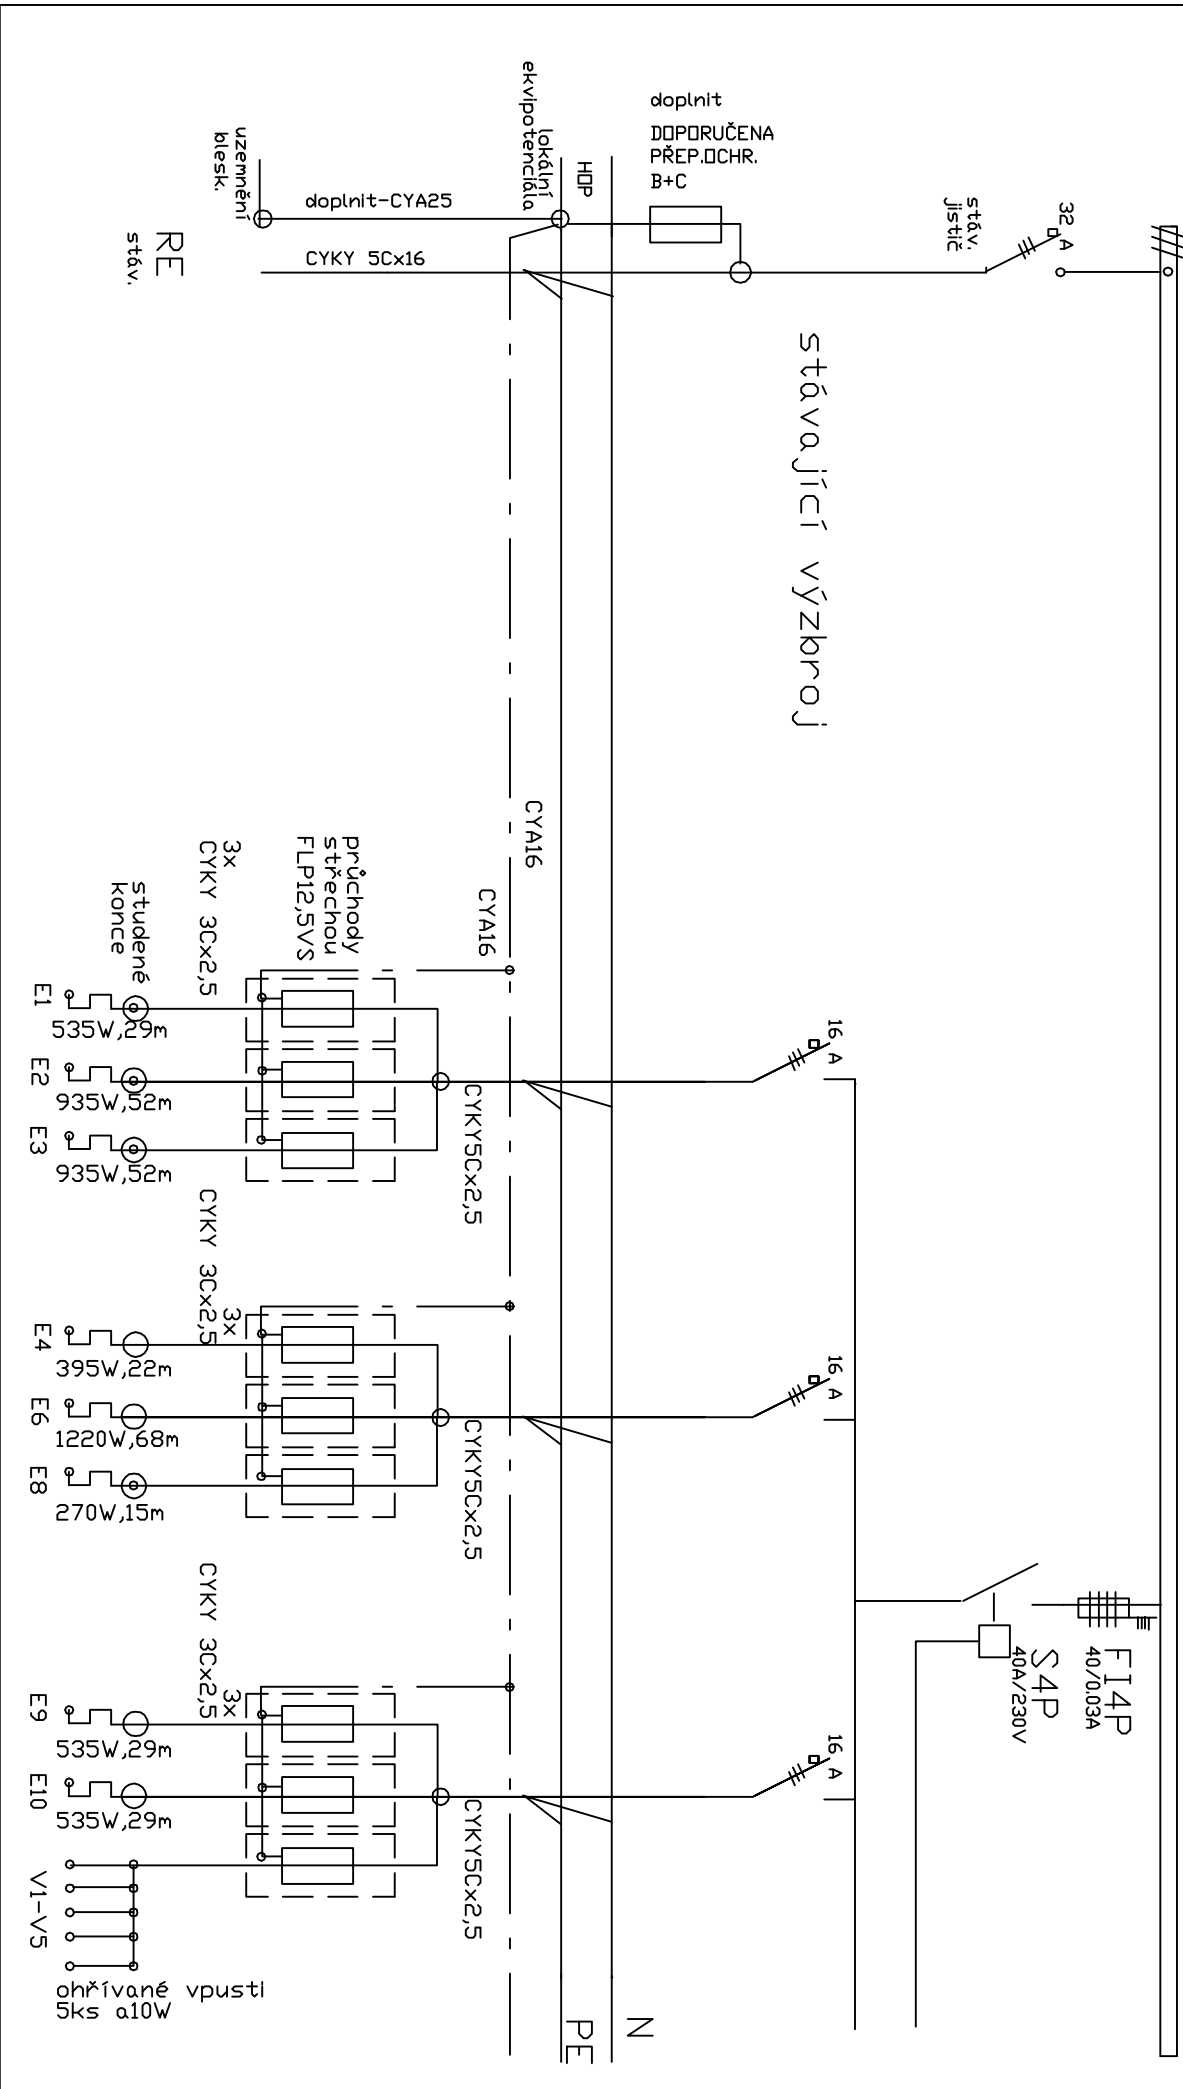 doplnit
DOPORUČENA
PŘEP.OCHR.
B+C
ekvipotenciála
lokální
HOP
uzemnění
blesk.
doplnit-CYA25
CYKY 5Cx16
RE
stáv.
stáv.
jistič
32 A
stávající výzbroj
CYA16
CYA16
průchody
střechou
FLP12,5VS
3x
CYKY 3Cx2,5
studené
konce
E1
535W,29m
E2
935W,52m
E3
935W,52m
CYKY5Cx2,5
16 A
CYKY 3Cx2,5
3x
E4
395W,22m
E6
1220W,68m
E8
270W,15m
CYKY5Cx2,5
16 A
FI4P
40/0.03A
S4P
40A/230V
CYKY 3Cx2,5
3x
E9
535W,29m
E10
535W,29m
CYKY5Cx2,5
16 A
V1-V5
ohřívané vpusti
5ks a10W
N
PE